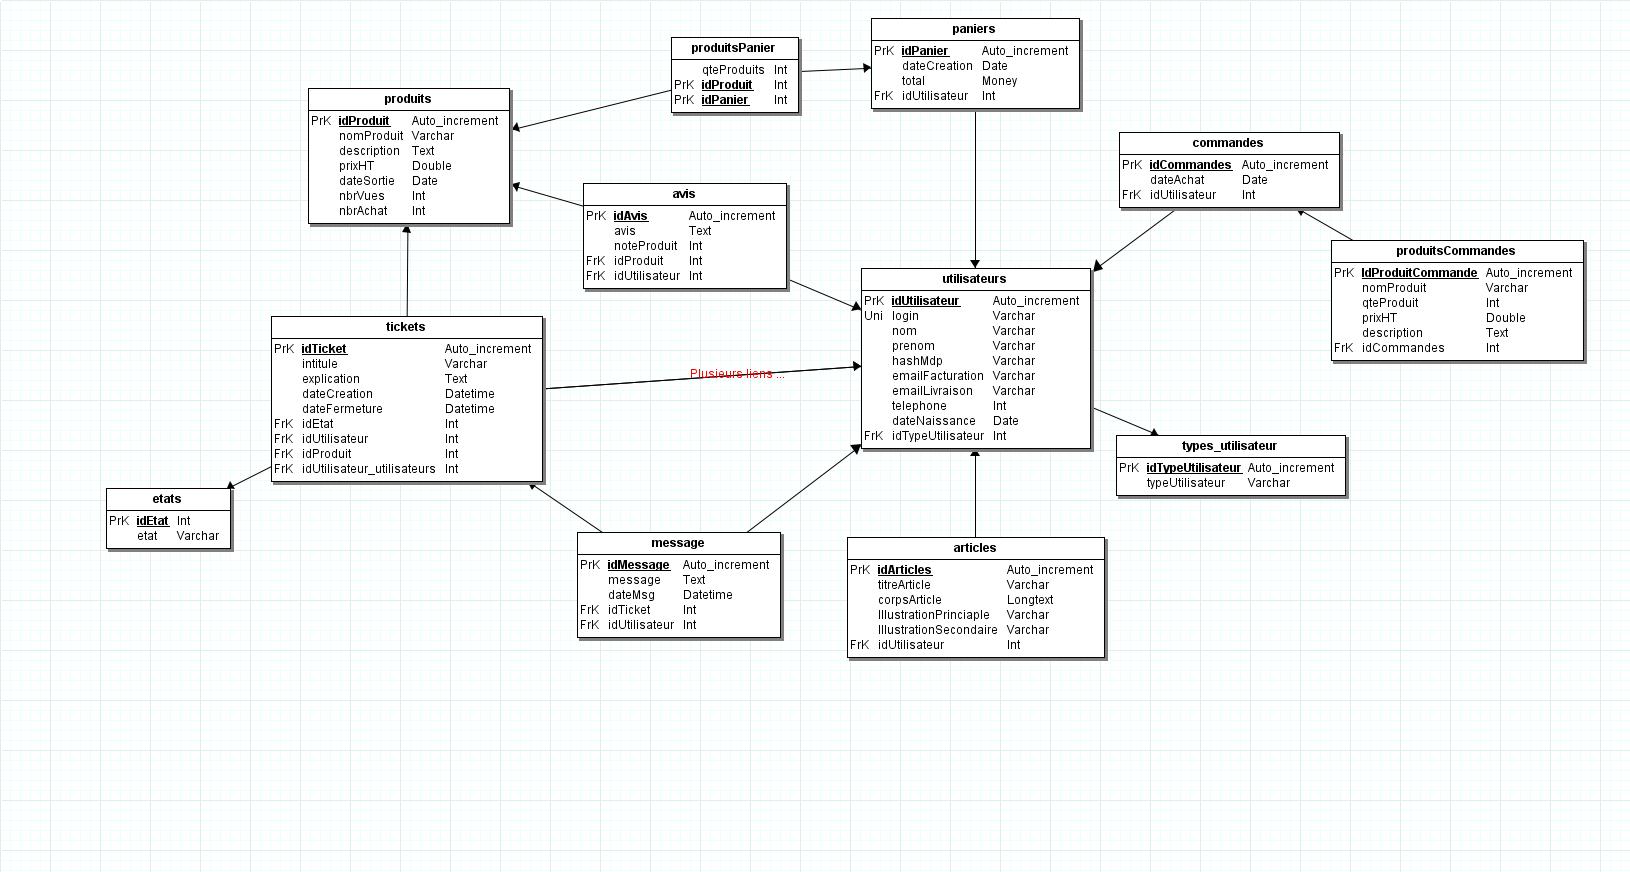 paniers
PrK idPanier Auto_increment
dateCreation Date
total Money
FrK idUtilisateur Int
produitsPanier
qteProduits Int
PrK idProduit Int
PrK idPanier Int
produits
PrK idProduit Auto_increment
nomProduit Varchar
description Text
prixHT Double
dateSortie Date
nbrVues Int
nbrAchat Int
commandes
PrK idCommandes Auto_increment
dateAchat Date
FrK idUtilisateur Int
avis
PrK idAvis Auto_increment
avis Text
noteProduit Int
FrK idProduit Int
FrK idUtilisateur Int
produitsCommandes
PrK IdProduitCommande Auto_increment
nomProduit Varchar
qteProduit Int
prixHT Double
description Text
FrK idCommandes Int
utilisateurs
PrK idUtilisateur Auto_increment
Uni login Varchar
nom Varchar
prenom Varchar
hashMdp Varchar
emailFacturation Varchar
emailLivraison Varchar
telephone Int
dateNaissance Date
FrK idTypeUtilisateur Int
tickets
PrK idTicket Auto_increment
intitule Varchar
explication Text
dateCreation Datetime
dateFermeture Datetime
FrK idEtat Int
FrK idUtilisateur Int
FrK idProduit Int
FrK idUtilisateur_utilisateurs Int
Plusieurs liens ...
types_utilisateur
PrK idTypeUtilisateur Auto_increment
typeUtilisateur Varchar
etats
PrK idEtat Int
etat Varchar
message
PrK idMessage Auto_increment
message Text
dateMsg Datetime
FrK idTicket Int
FrK idUtilisateur Int
articles
PrK idArticles Auto_increment
titreArticle Varchar
corpsArticle Longtext
IllustrationPrinciaple Varchar
IllustrationSecondaire Varchar
FrK idUtilisateur Int